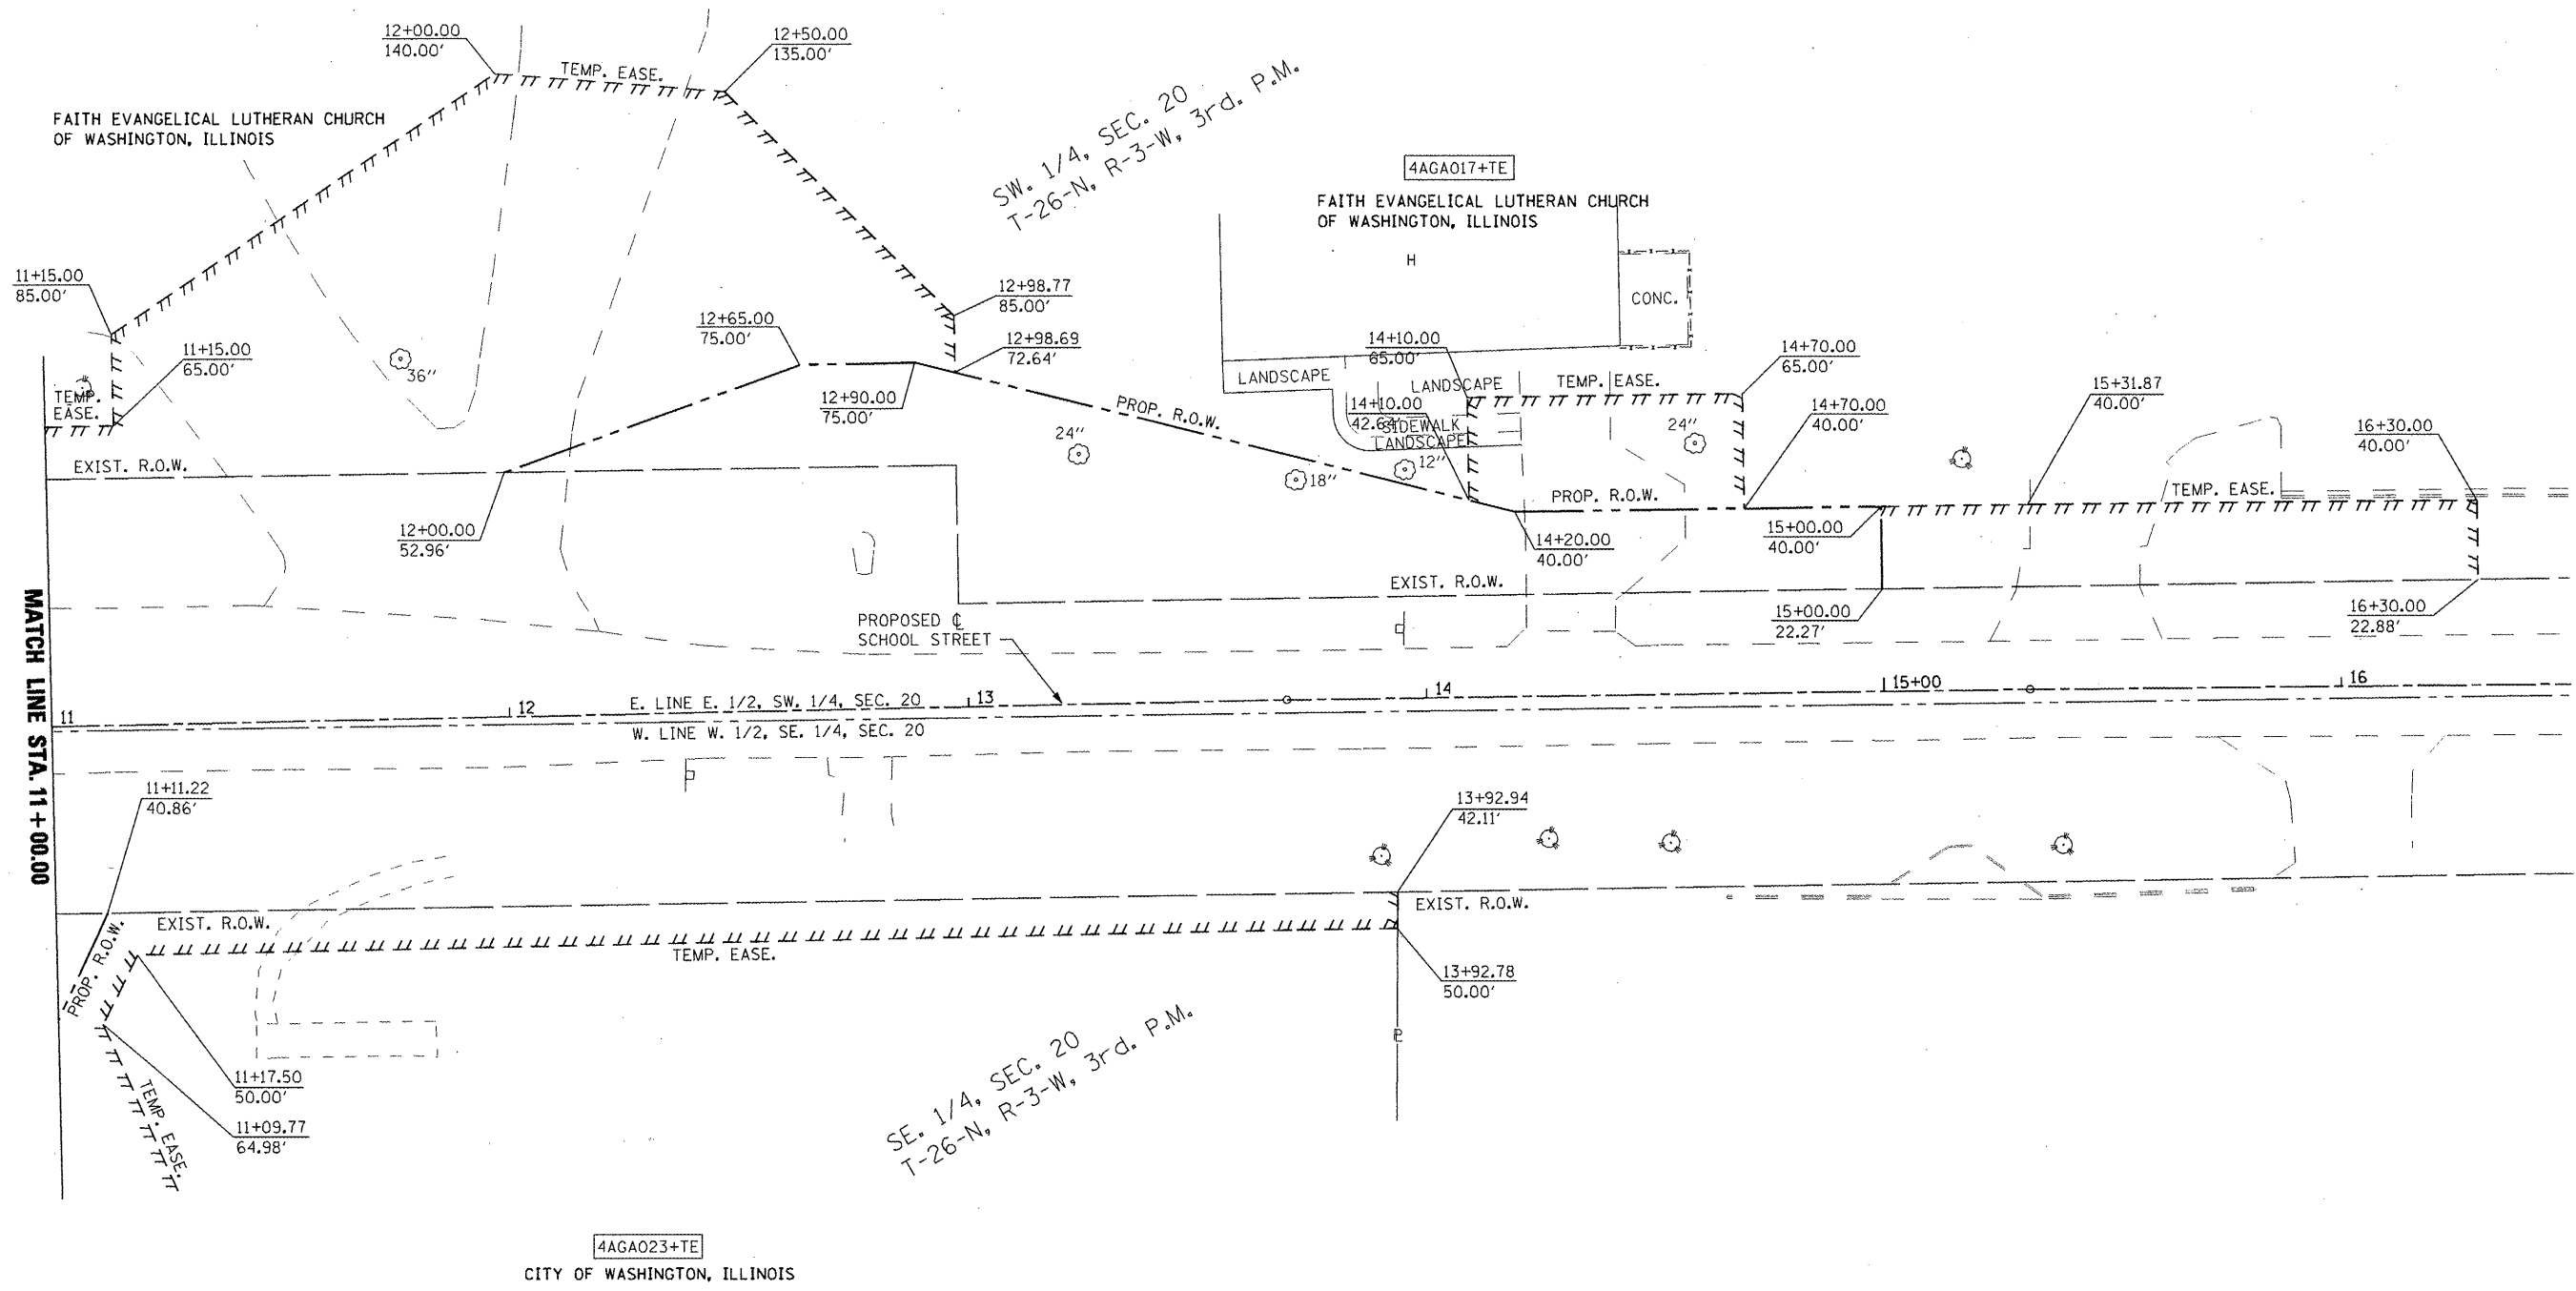 12+00.00
140.00'
12+50.00
135.00'
TEMP. EASE.
FAITH EVANGELICAL LUTHERAN CHURCH
OF WASHINGTON, ILLINOIS
SW. 1/4, SEC. 20
T-26-N, R-3-W, 3rd. P.M.
4AGA017+TE
FAITH EVANGELICAL LUTHERAN CHURCH
OF WASHINGTON, ILLINOIS
H
CONC.
11+15.00
85.00'
12+98.77
85.00'
12+65.00
75.00'
12+98.69
72.64'
14+10.00
65.00'
14+70.00
65.00'
11+15.00
65.00'
36"
TEMP.
EASE.
LANDSCAPE
LANDSCAPE
TEMP. EASE.
15+31.87
40.00'
12+90.00
75.00'
PROP. R.O.W.
14+10.00
42.64'
SIDEWALK
LANDSCAPE
14+70.00
40.00'
24"
24"
16+30.00
40.00'
EXIST. R.O.W.
18"
12"
PROP. R.O.W.
TEMP. EASE.
12+00.00
52.96'
14+20.00
40.00'
15+00.00
40.00'
EXIST. R.O.W.
MATCH LINE STA. 11+00.00
PROPOSED ℄
SCHOOL STREET
15+00.00
22.27'
16+30.00
22.88'
11
12
E. LINE E. 1/2, SW. 1/4, SEC. 20
13
14
15+00
16
W. LINE W. 1/2, SE. 1/4, SEC. 20
11+11.22
40.86'
13+92.94
42.11'
EXIST. R.O.W.
EXIST. R.O.W.
PROP. R.O.W.
TEMP. EASE.
13+92.78
50.00'
℄
SE. 1/4, SEC. 20
T-26-N, R-3-W, 3rd. P.M.
11+17.50
50.00'
TEMP. EASE.
11+09.77
64.98'
4AGA023+TE
CITY OF WASHINGTON, ILLINOIS